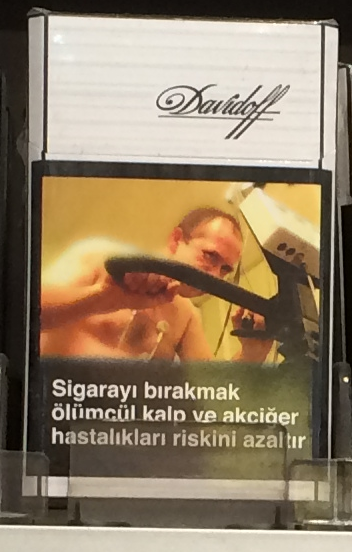 Davidoff
Sigarayı bırakmak
ölümcül kalp ve akciğer
hastalıkları riskini azaltır